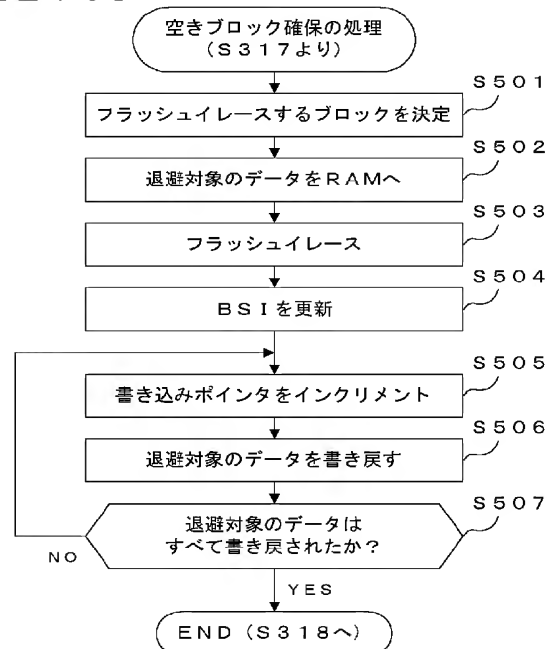 空きブロック確保の処理
(S317より)
S501
フラッシュイレースするブロックを決定
S502
退避対象のデータをRAMへ
S503
フラッシュイレース
S504
BSIを更新
S505
書き込みポインタをインクリメント
S506
退避対象のデータを書き戻す
S507
退避対象のデータは
すべて書き戻されたか?
NO
YES
END(S318へ)